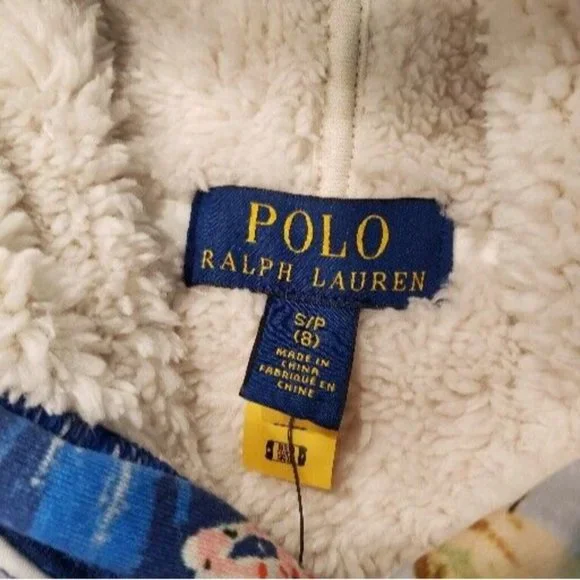 POLO
RALPH LAUREN
S/P
(8)
MADE IN
CHINA
FABRIQUÉ EN
CHINE